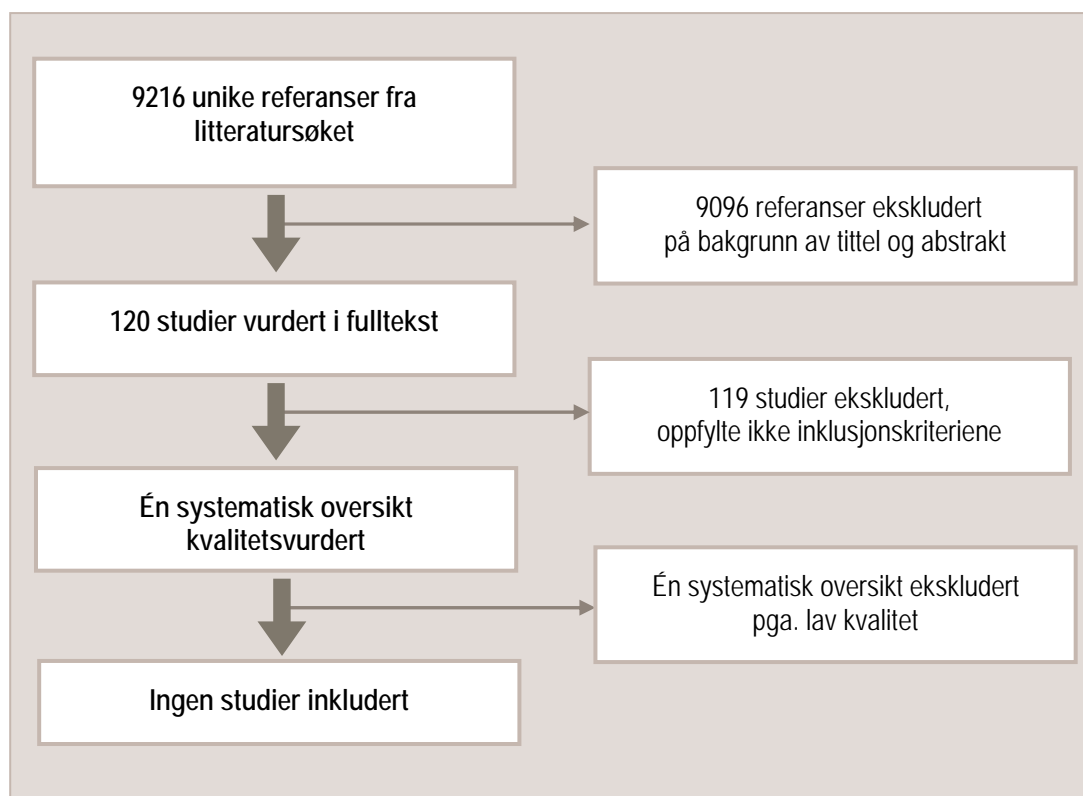 9216 unike referanser fra
litteratursøket
9096 referanser ekskludert
på bakgrunn av tittel og abstrakt
120 studier vurdert i fulltekst
119 studier ekskludert,
oppfylte ikke inklusjonskriteriene
Én systematisk oversikt
kvalitetsvurdert
Én systematisk oversikt ekskludert
pga. lav kvalitet
Ingen studier inkludert